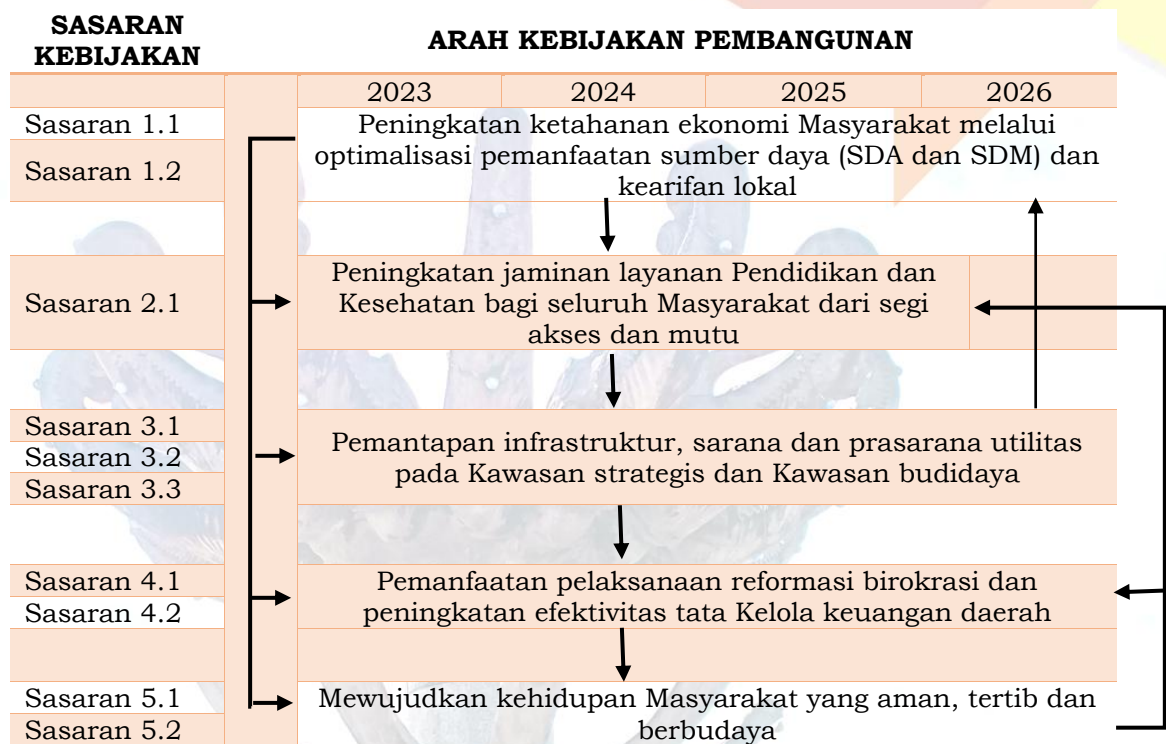 SASARAN
KEBIJAKAN
ARAH KEBIJAKAN PEMBANGUNAN
2023 2024 2025 2026
Sasaran 1.1
Sasaran 1.2
Peningkatan ketahanan ekonomi Masyarakat melalui
optimalisasi pemanfaatan sumber daya (SDA dan SDM) dan
kearifan lokal
Sasaran 2.1
Peningkatan jaminan layanan Pendidikan dan
Kesehatan bagi seluruh Masyarakat dari segi
akses dan mutu
Sasaran 3.1
Sasaran 3.2
Sasaran 3.3
Pemantapan infrastruktur, sarana dan prasarana utilitas
pada Kawasan strategis dan Kawasan budidaya
Sasaran 4.1
Sasaran 4.2
Pemanfaatan pelaksanaan reformasi birokrasi dan
peningkatan efektivitas tata Kelola keuangan daerah
Sasaran 5.1
Sasaran 5.2
Mewujudkan kehidupan Masyarakat yang aman, tertib dan
berbudaya